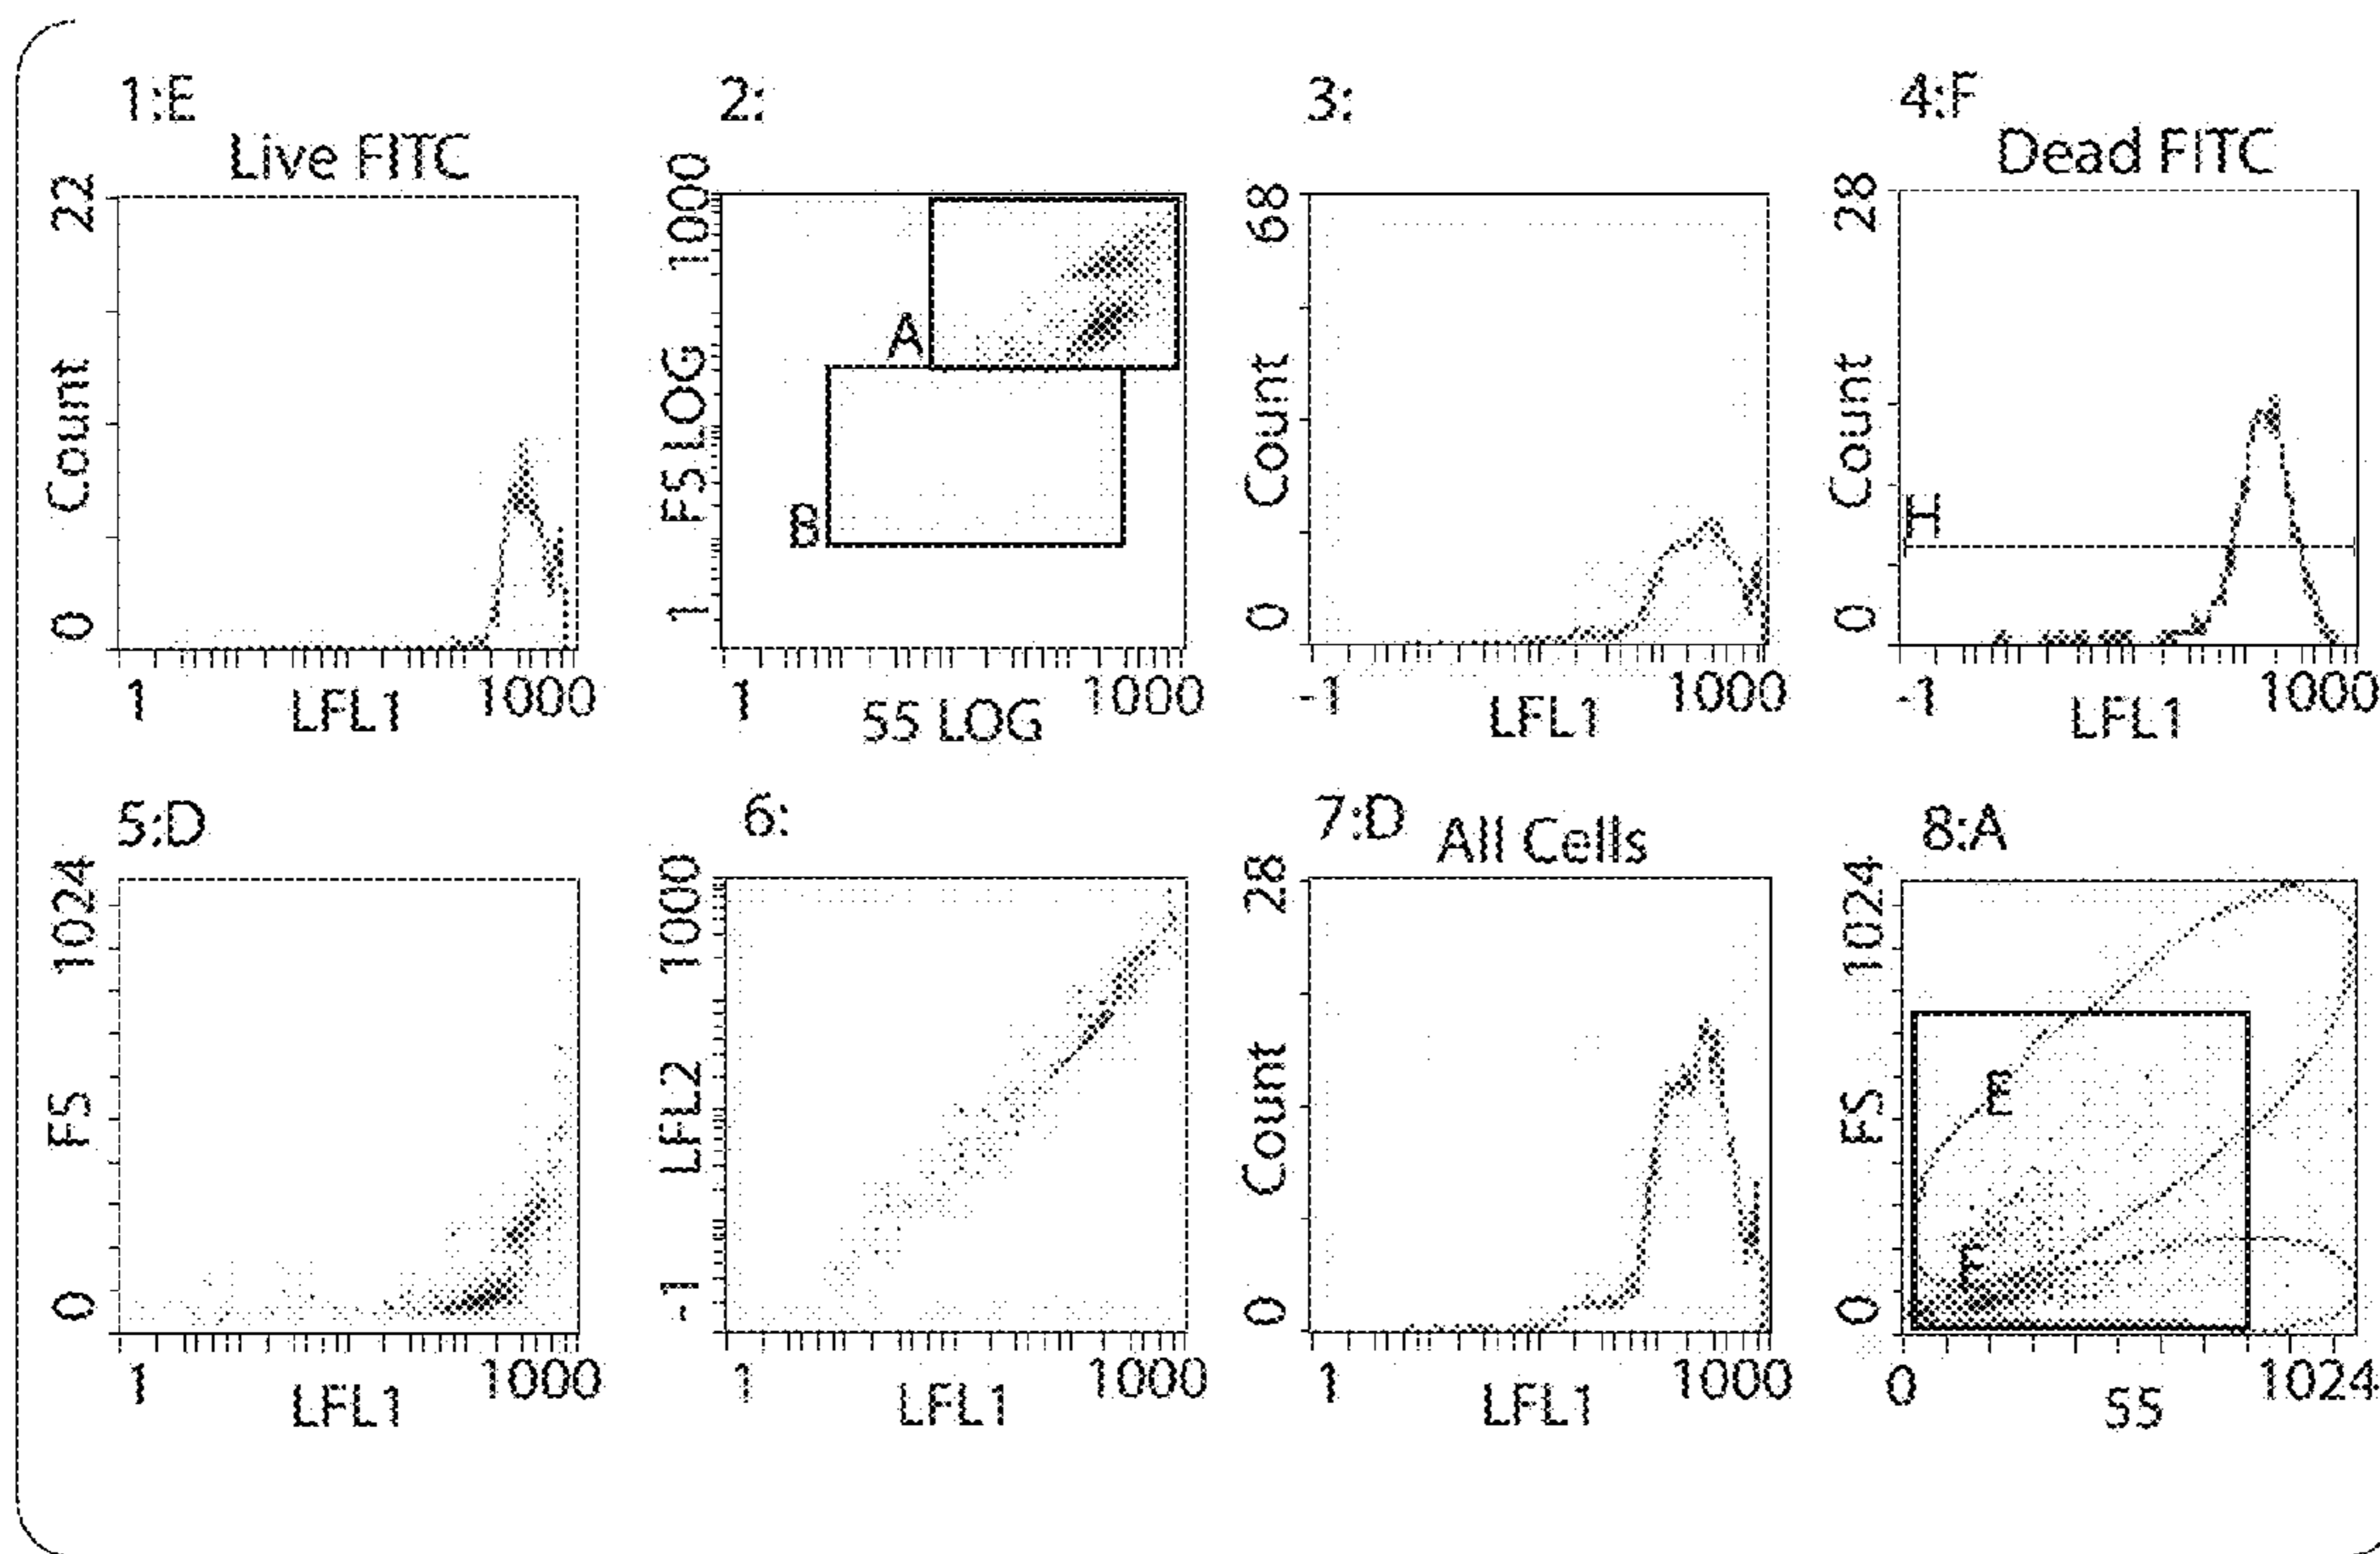 1:E
Live FITC
22
Count
0
1
LFL1
1000
2:
1000
FS LOG
1
A
B
1
55 LOG
1000
3:
68
Count
0
-1
LFL1
1000
4:F
Dead FITC
28
Count
0
H
-1
LFL1
1000
5:D
1024
FS
0
1
LFL1
1000
6:
1000
LFL2
-1
1
LFL1
1000
7:D
All Cells
28
Count
0
1
LFL1
1000
8:A
1024
FS
0
E
F
0
55
1024